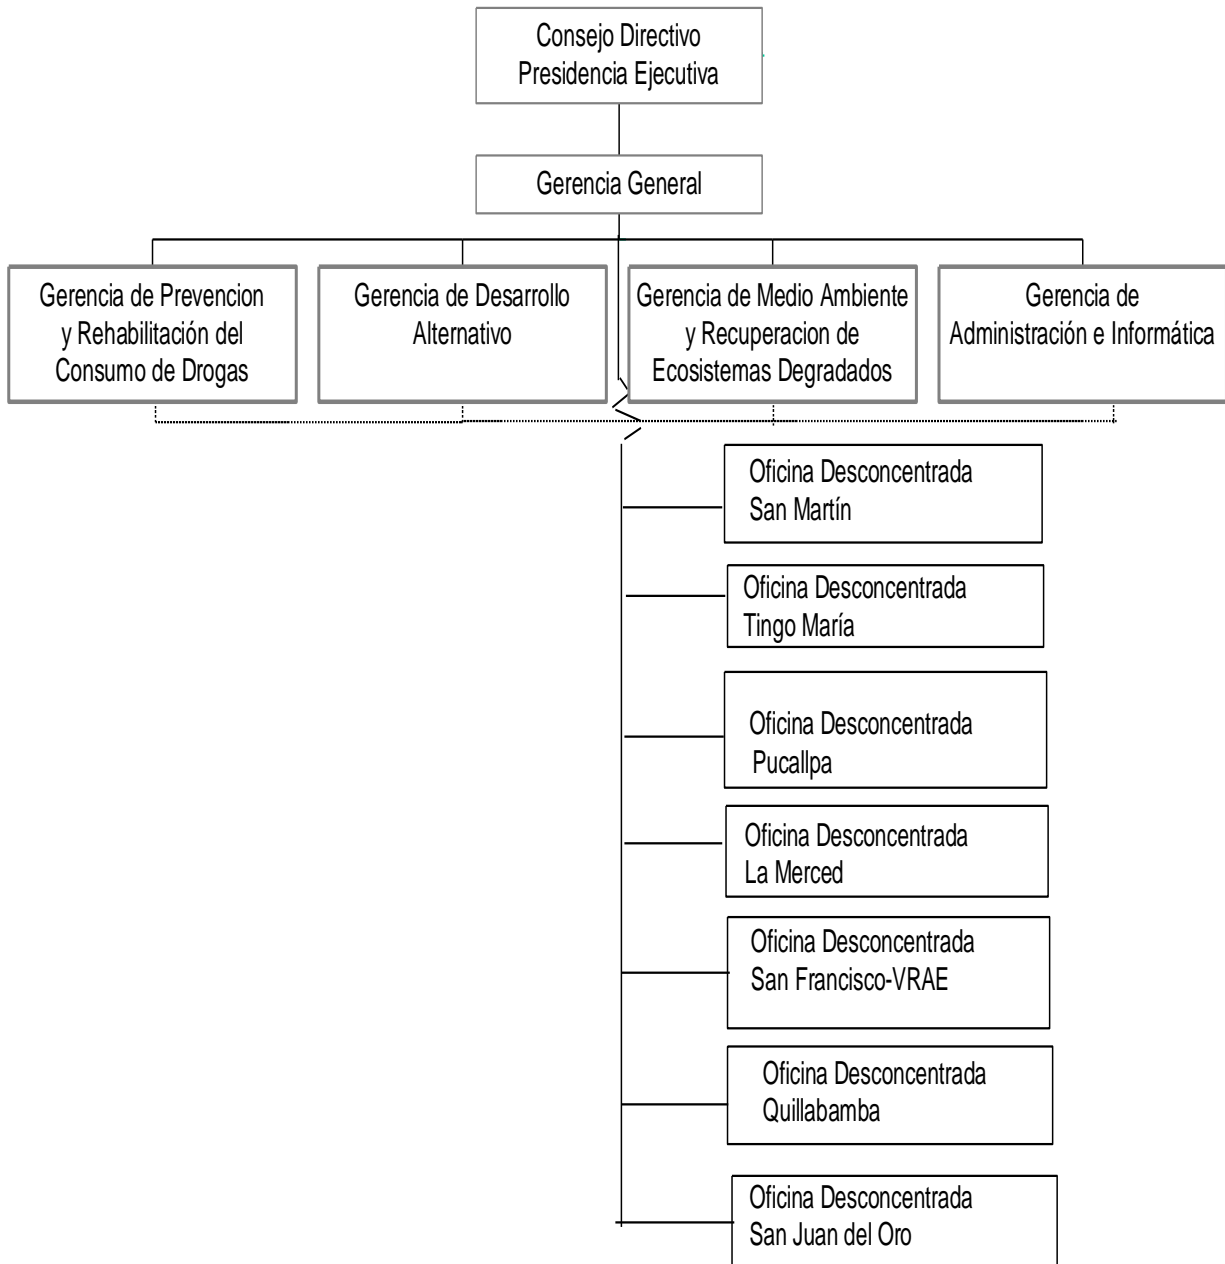 Consejo Directivo
Presidencia Ejecutiva
Gerencia General
Gerencia de Prevencion
y Rehabilitación del
Consumo de Drogas
Gerencia de Desarrollo
Alternativo
Gerencia de Medio Ambiente
y Recuperacion de
Ecosistemas Degradados
Gerencia de
Administración e Informática
Oficina Desconcentrada
San Martín
Oficina Desconcentrada
Tingo María
Oficina Desconcentrada
Pucallpa
Oficina Desconcentrada
La Merced
Oficina Desconcentrada
San Francisco-VRAE
Oficina Desconcentrada
Quillabamba
Oficina Desconcentrada
San Juan del Oro